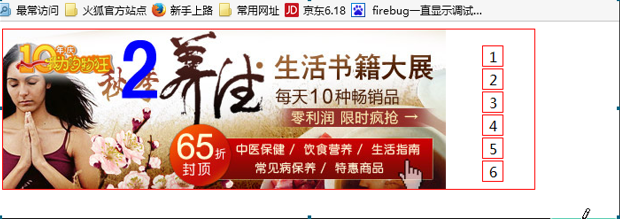 最常访问 火狐官方站点 新手上路 常用网址 JD 京东6.18 firebug一直显示调试...
10年庆
购物狂
秋季养生
2
生活书籍大展
每天10种畅销品
零利润 限时疯抢 →
65折
封顶
中医保健 / 饮食营养 / 生活指南
常见病保养 / 特惠商品
1
2
3
4
5
6